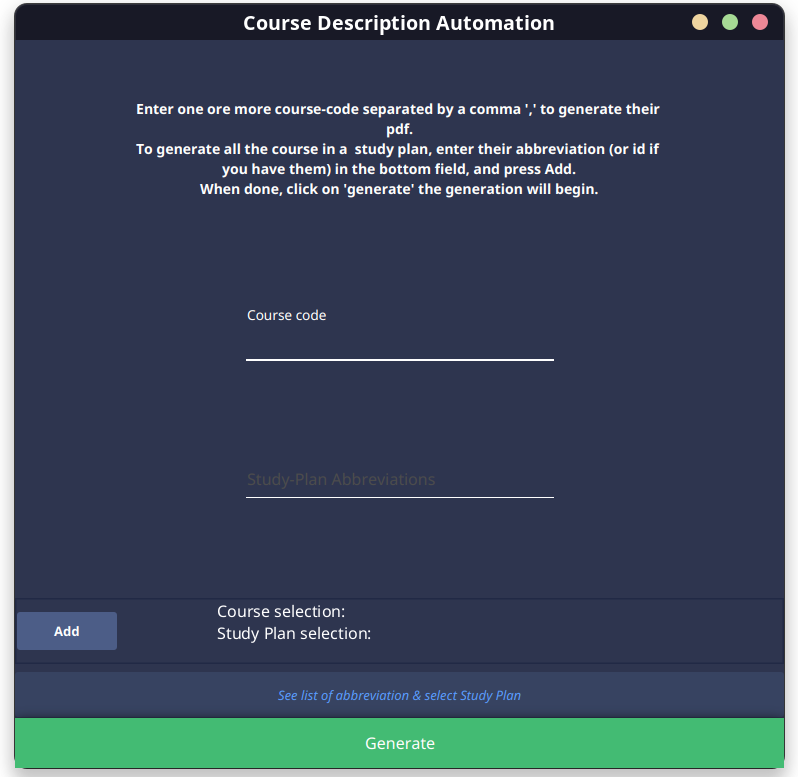 Course Description Automation
Enter one ore more course-code separated by a comma ',' to generate their
pdf.
To generate all the course in a  study plan, enter their abbreviation (or id if
you have them) in the bottom field, and press Add.
When done, click on 'generate' the generation will begin.
Course code
Study-Plan Abbreviations
Course selection:
Add
Study Plan selection:
See list of abbreviation & select Study Plan
Generate